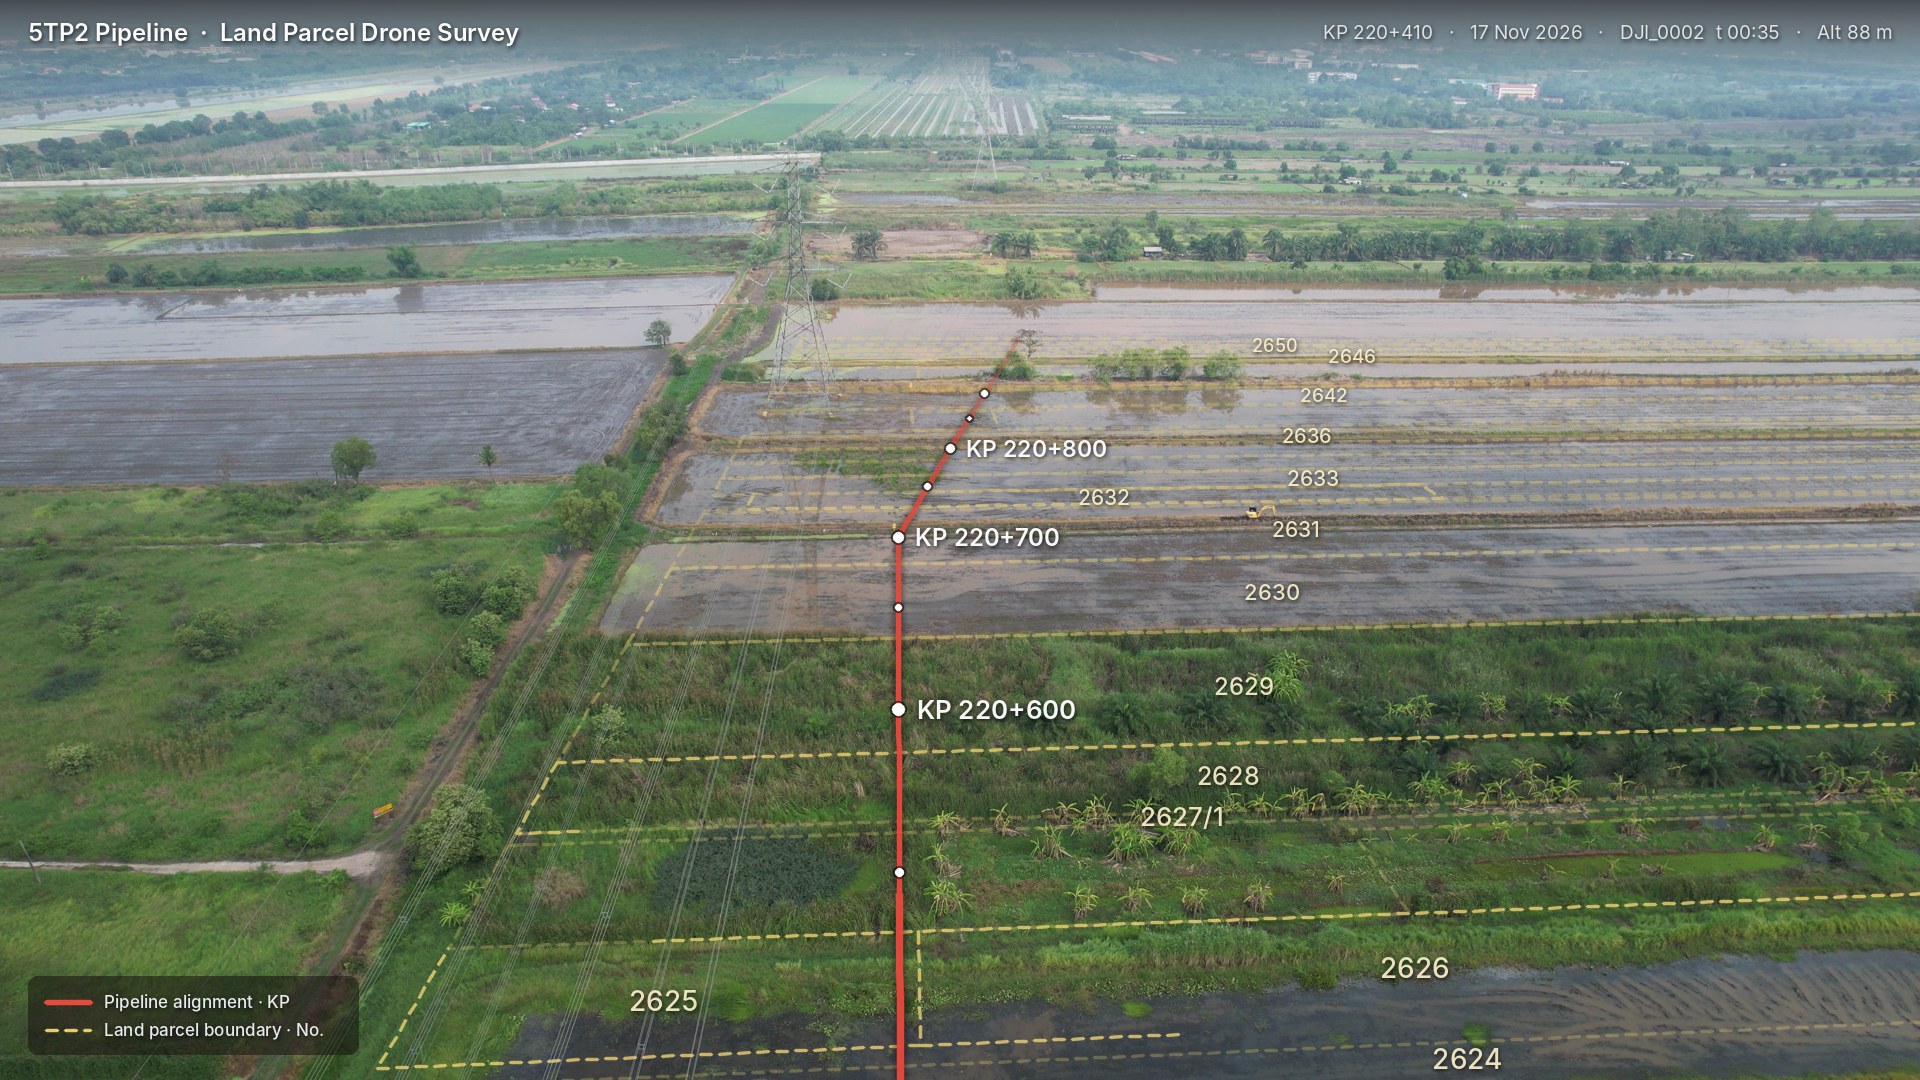 5TP2 Pipeline · Land Parcel Drone Survey
KP 220+410 · 17 Nov 2026 · DJI_0002 t 00:35 · Alt 88 m
2650
2646
2642
2636
KP 220+800
2633
2632
2631
KP 220+700
2630
2629
KP 220+600
2628
2627/1
2626
2625
2624
Pipeline alignment · KP
Land parcel boundary · No.